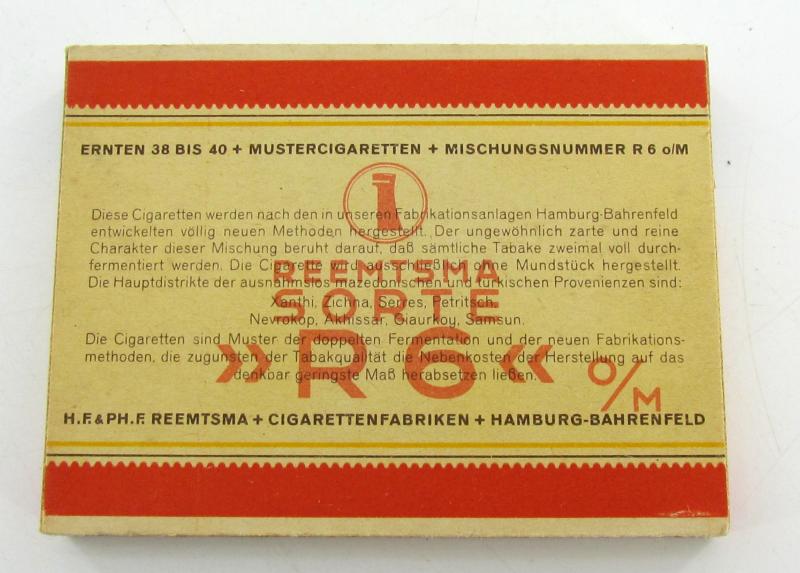 ERNTEN 38 BIS 40 + MUSTERCIGARETTEN + MISCHUNGSNUMMER R 6 o/M
Diese Cigaretten werden nach den in unseren Fabrikationsanlagen Hamburg-Bahrenfeld
entwickelten völlig neuen Methoden hergestellt. Der ungewöhnlich zarte und reine
Charakter dieser Mischung beruht darauf, daß sämtliche Tabake zweimal voll durch-
fermentiert werden. Die Cigarette wird ausschließlich ohne Mundstück hergestellt.
Die Hauptdistrikte der ausnahmslos mazedonischen und türkischen Provenienzen sind:
Xanthi, Zichna, Serres, Petritsch,
Nevrokop, Akhissar, Giaurkoy, Samsun.
Die Cigaretten sind Muster der doppelten Fermentation und der neuen Fabrikations-
methoden, die zugunsten der Tabakqualität die Nebenkosten der Herstellung auf das
denkbar geringste Maß herabsetzen ließen.
REEMTSMA
SORTE
»R6« O/M
H.F. & PH.F. REEMTSMA + CIGARETTENFABRIKEN + HAMBURG-BAHRENFELD